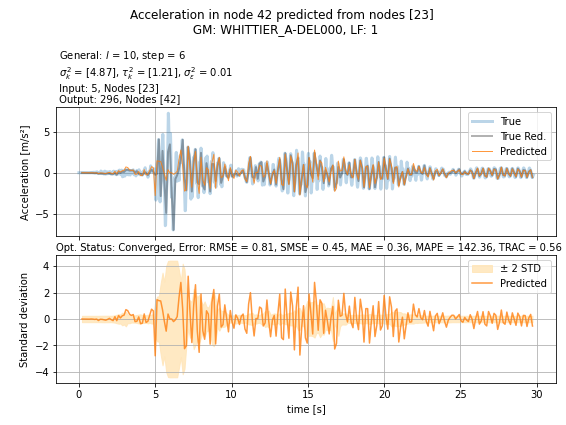 Acceleration in node 42 predicted from nodes [23]
GM: WHITTIER_A-DEL000, LF: 1
General: l = 10, step = 6
σ²ₖ = [4.87], τ²ₖ = [1.21], σ²ε = 0.01
Input: 5, Nodes [23]
Output: 296, Nodes [42]
Acceleration [m/s²]
5
0
−5
True
True Red.
Predicted
Opt. Status: Converged, Error: RMSE = 0.81, SMSE = 0.45, MAE = 0.36, MAPE = 142.36, TRAC = 0.56
Standard deviation
4
2
0
−2
−4
± 2 STD
Predicted
0 5 10 15 20 25 30
time [s]